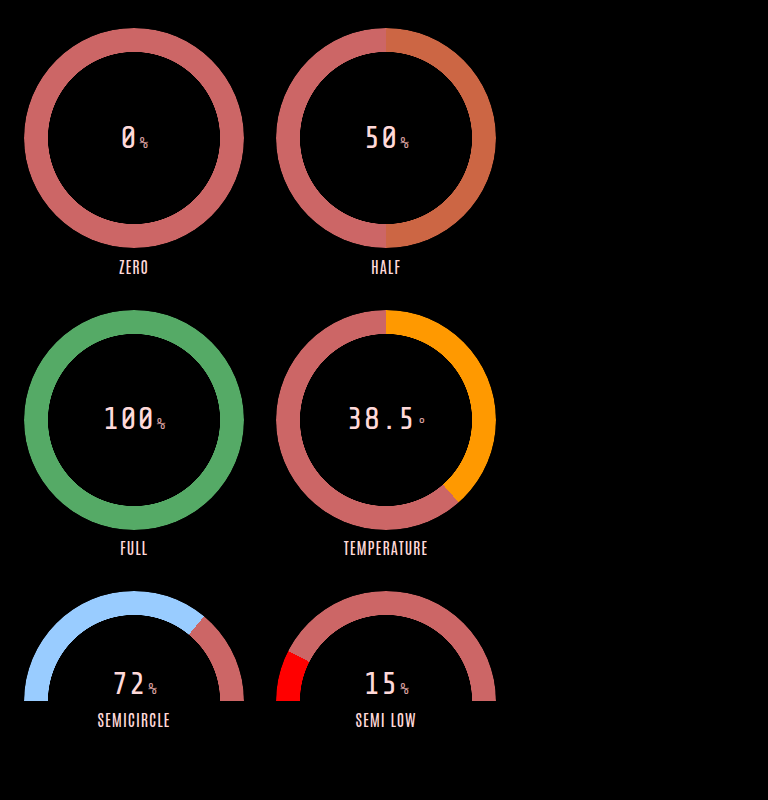 0%
50%
ZERO
HALF
100%
38.5°
FULL
TEMPERATURE
72%
15%
SEMICIRCLE
SEMI LOW